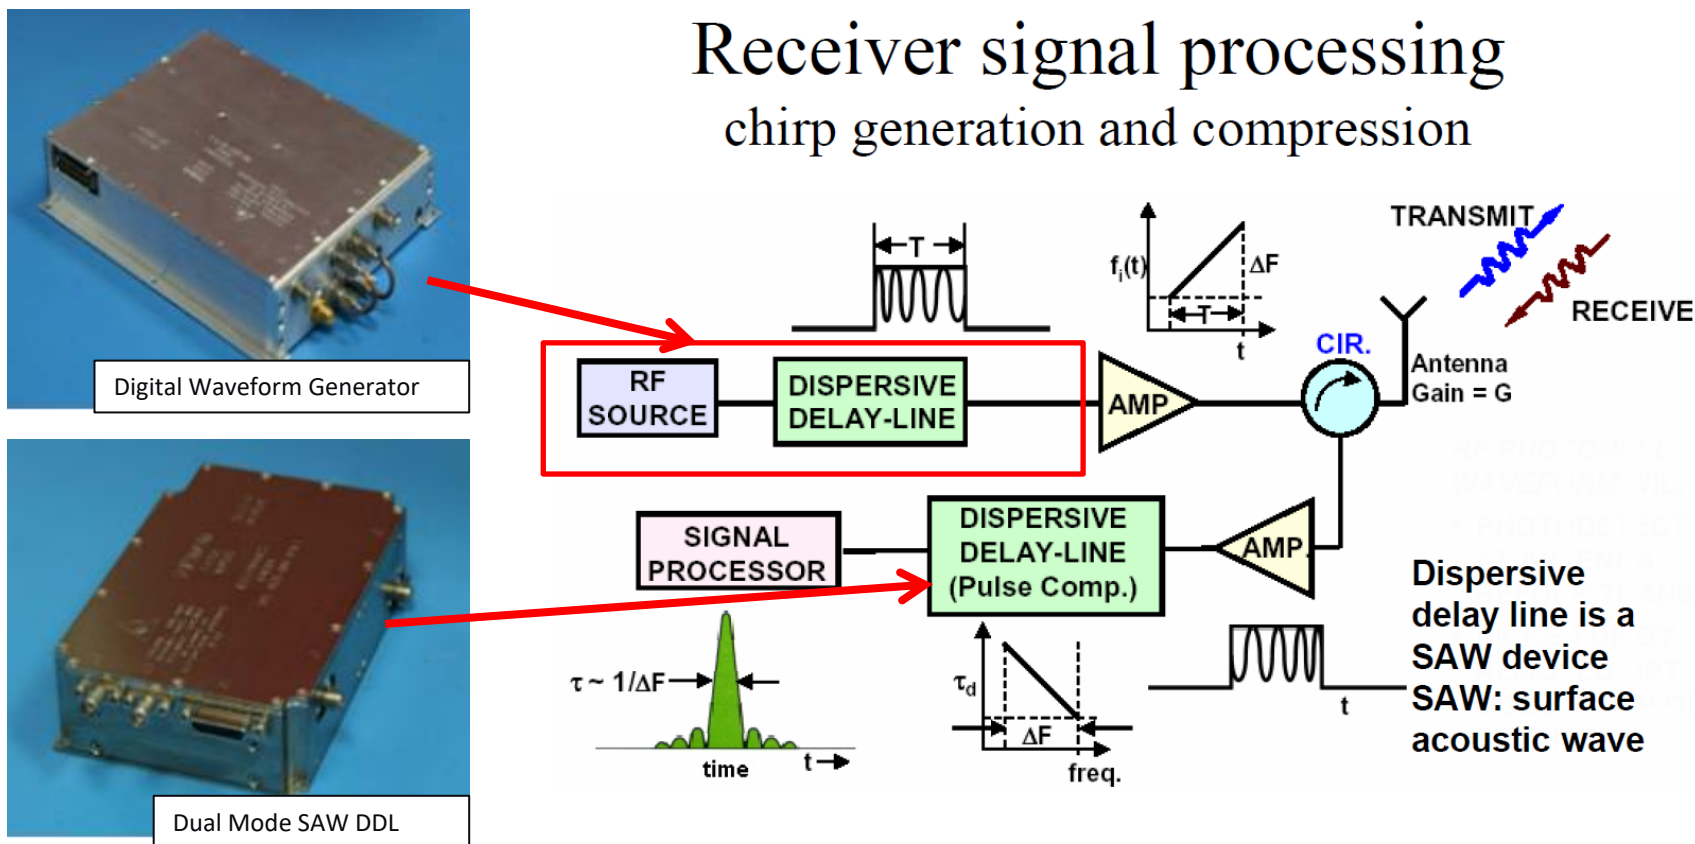 Receiver signal processing
chirp generation and compression
Digital Waveform Generator
Dual Mode SAW DDL
T
fi(t)
ΔF
T
t
TRANSMIT
RECEIVE
CIR.
Antenna
Gain = G
RF
SOURCE
DISPERSIVE
DELAY-LINE
AMP
SIGNAL
PROCESSOR
DISPERSIVE
DELAY-LINE
(Pulse Comp.)
AMP.
τ ~ 1/ΔF
time
t
τd
ΔF
freq.
t
Dispersive
delay line is a
SAW device
SAW: surface
acoustic wave